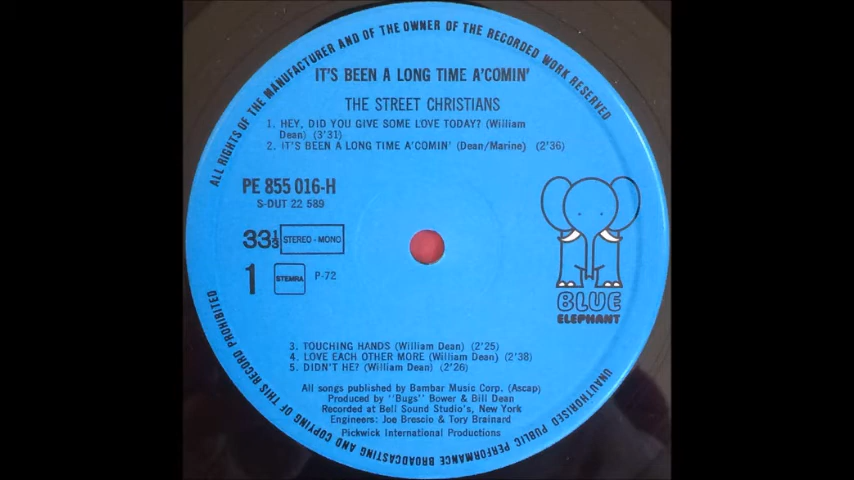 ALL RIGHTS OF THE MANUFACTURER AND OF THE OWNER OF THE RECORDED WORK RESERVED
IT'S BEEN A LONG TIME A'COMIN'
THE STREET CHRISTIANS
1. HEY, DID YOU GIVE SOME LOVE TODAY? (William
Dean) (3'31)
2. IT'S BEEN A LONG TIME A'COMIN' (Dean/Marine) (2'36)
PE 855 016-H
S-DUT 22 589
33⅓ STEREO - MONO
1 STEMRA P-72
BLUE
ELEPHANT
3. TOUCHING HANDS (William Dean) (2'25)
4. LOVE EACH OTHER MORE (William Dean) (2'38)
5. DIDN'T HE? (William Dean) (2'26)
All songs published by Bambar Music Corp. (Ascap)
Produced by "Bugs" Bower & Bill Dean
Recorded at Bell Sound Studio's, New York
Engineers: Joe Brescio & Tory Brainard
Pickwick International Productions
UNAUTHORISED PUBLIC PERFORMANCE BROADCASTING AND COPYING OF THIS RECORD PROHIBITED